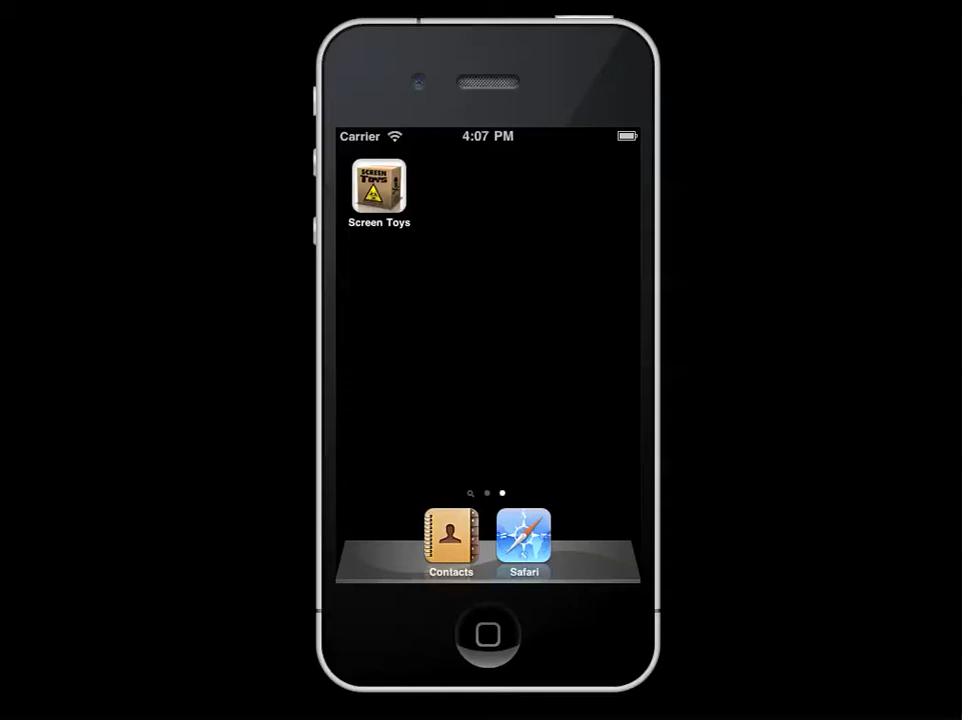 Carrier 4:07 PM
SCREEN
TOYS
Screen Toys
Contacts
Safari